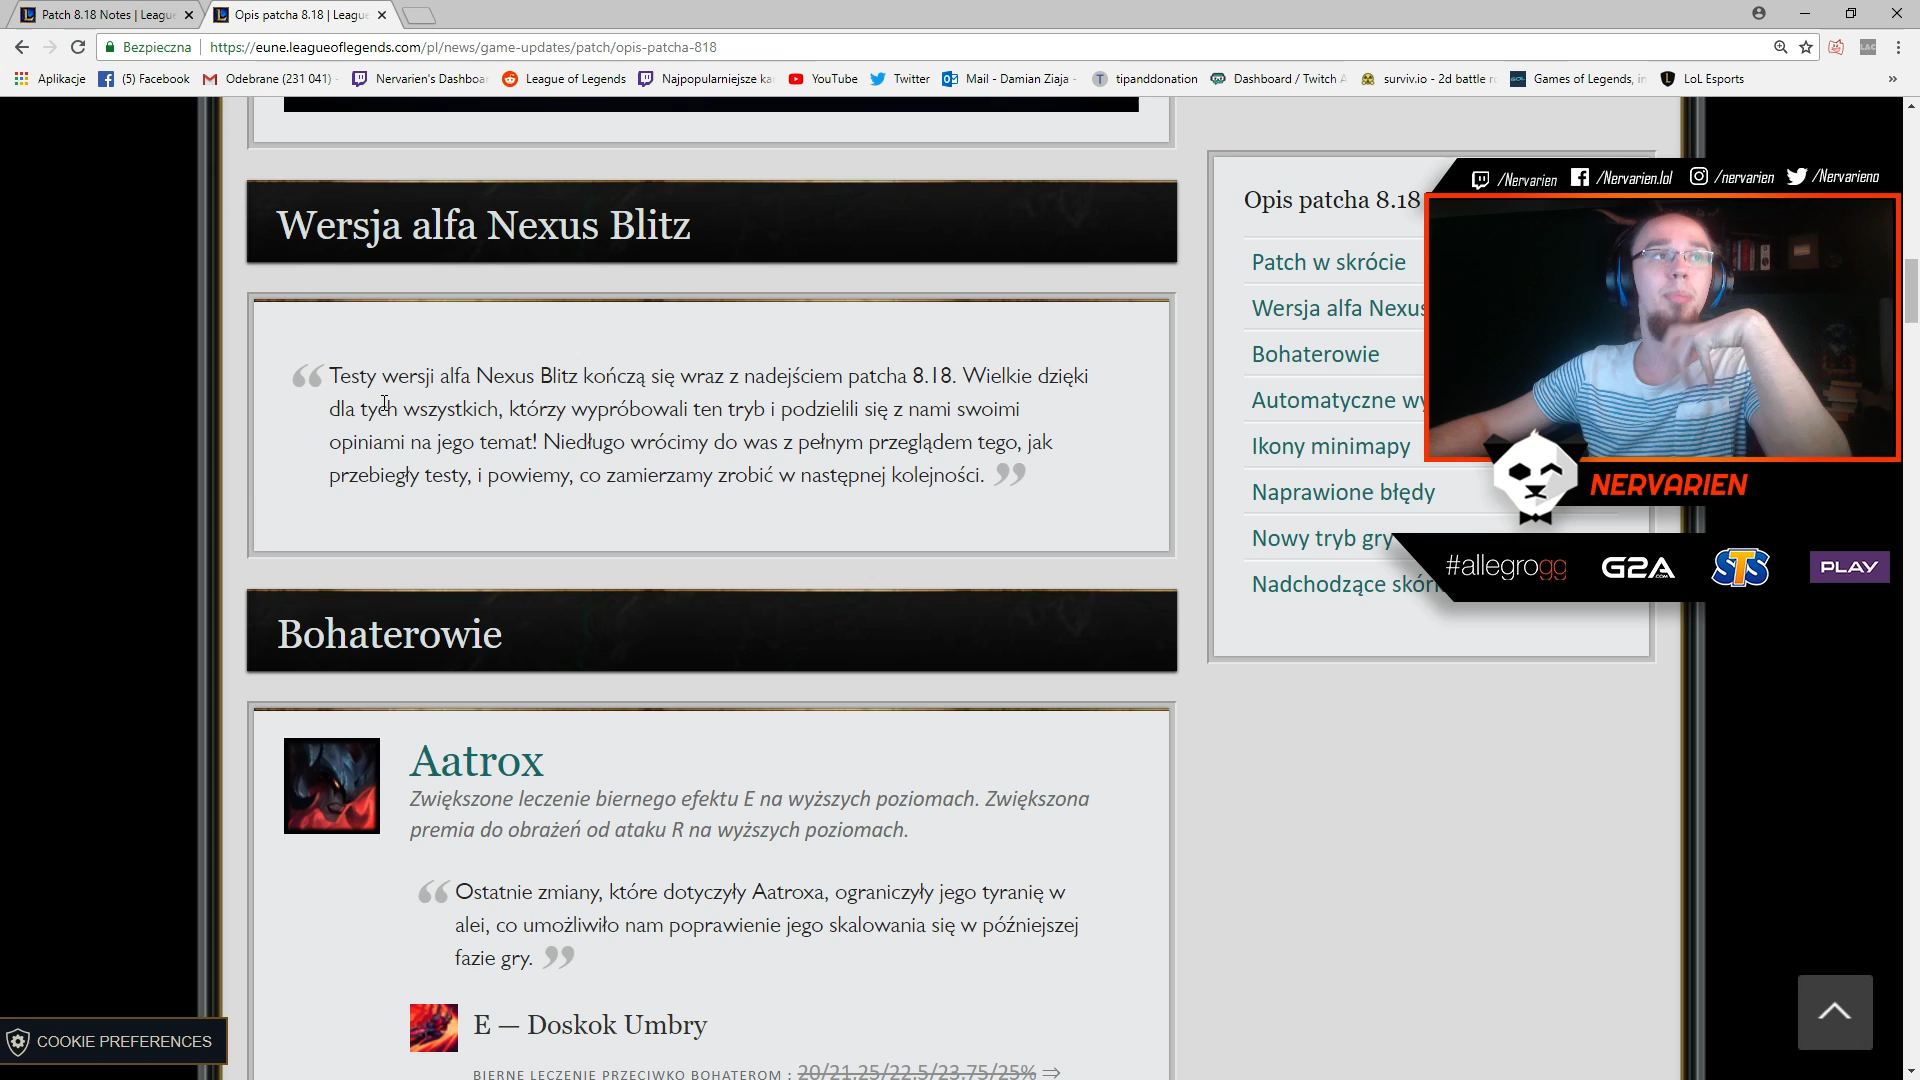 Patch 8.18 Notes | Leagu
Opis patcha 8.18 | Leagu
Bezpieczna
https://eune.leagueoflegends.com/pl/news/game-updates/patch/opis-patcha-818
Aplikacje
(5) Facebook
Odebrane (231 041)
Nervarien's Dashboa
League of Legends
Najpopularniejsze ka
YouTube
Twitter
Mail - Damian Ziaja -
tipanddonation
Dashboard / Twitch A
surviv.io - 2d battle r
Games of Legends, in
LoL Esports
Wersja alfa Nexus Blitz
“ Testy wersji alfa Nexus Blitz kończą się wraz z nadejściem patcha 8.18. Wielkie dzięki
dla tych wszystkich, którzy wypróbowali ten tryb i podzielili się z nami swoimi
opiniami na jego temat! Niedługo wrócimy do was z pełnym przeglądem tego, jak
przebiegły testy, i powiemy, co zamierzamy zrobić w następnej kolejności. ”
Bohaterowie
Aatrox
Zwiększone leczenie biernego efektu E na wyższych poziomach. Zwiększona
premia do obrażeń od ataku R na wyższych poziomach.
“ Ostatnie zmiany, które dotyczyły Aatroxa, ograniczyły jego tyranię w
alei, co umożliwiło nam poprawienie jego skalowania się w późniejszej
fazie gry. ”
E — Doskok Umbry
BIERNE LECZENIE PRZECIWKO BOHATEROM : 20/21.25/22.5/23.75/25% ⇒
Opis patcha 8.18
Patch w skrócie
Wersja alfa Nexus
Bohaterowie
Automatyczne wy
Ikony minimapy
Naprawione błędy
Nowy tryb gry
Nadchodzące skórk
/Nervarien
/Nervarien.lol
/nervarien
/Nervarieno
NERVARIEN
#allegrogg
G2A.COM
STS
PLAY
COOKIE PREFERENCES